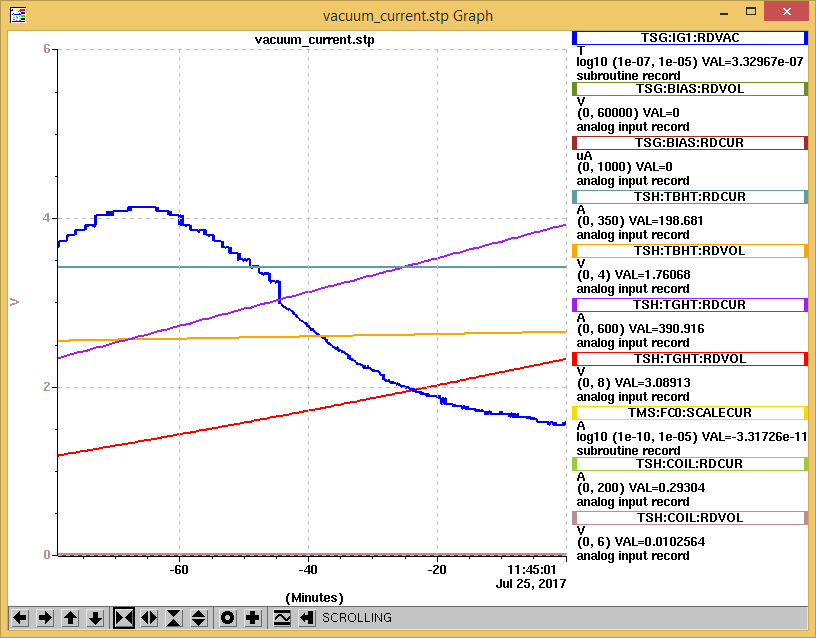 vacuum_current.stp Graph
vacuum_current.stp
6
4
V
2
0
-60
-40
-20
11:45:01
(Minutes)
Jul 25, 2017
TSG:IG1:RDVAC
T
log10 (1e-07, 1e-05) VAL=3.32967e-07
subroutine record
TSG:BIAS:RDVOL
V
(0, 60000) VAL=0
analog input record
TSG:BIAS:RDCUR
uA
(0, 1000) VAL=0
analog input record
TSH:TBHT:RDCUR
A
(0, 350) VAL=198.681
analog input record
TSH:TBHT:RDVOL
V
(0, 4) VAL=1.76068
analog input record
TSH:TGHT:RDCUR
A
(0, 600) VAL=390.916
analog input record
TSH:TGHT:RDVOL
V
(0, 8) VAL=3.08913
analog input record
TMS:FC0:SCALECUR
A
log10 (1e-10, 1e-05) VAL=-3.31726e-11
subroutine record
TSH:COIL:RDCUR
A
(0, 200) VAL=0.29304
analog input record
TSH:COIL:RDVOL
V
(0, 6) VAL=0.0102564
analog input record
SCROLLING